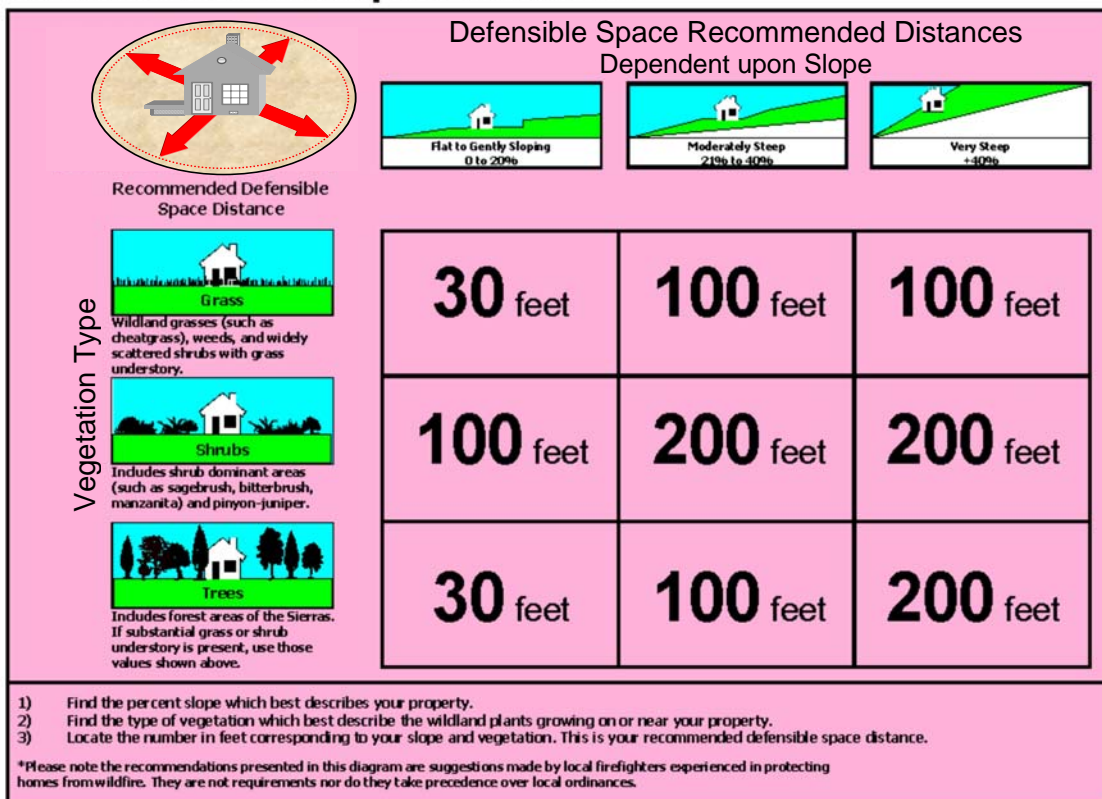 Defensible Space Recommended Distances
Dependent upon Slope
Flat to Gently Sloping
0 to 20%
Moderately Steep
21% to 40%
Very Steep
+40%
Recommended Defensible
Space Distance
Vegetation Type
Grass
Wildland grasses (such as
cheatgrass), weeds, and widely
scattered shrubs with grass
understory.
30 feet
100 feet
100 feet
Shrubs
Includes shrub dominant areas
(such as sagebrush, bitterbrush,
manzanita) and pinyon-juniper.
100 feet
200 feet
200 feet
Trees
Includes forest areas of the Sierras.
If substantial grass or shrub
understory is present, use those
values shown above.
30 feet
100 feet
200 feet
1) Find the percent slope which best describes your property.
2) Find the type of vegetation which best describe the wildland plants growing on or near your property.
3) Locate the number in feet corresponding to your slope and vegetation. This is your recommended defensible space distance.
*Please note the recommendations presented in this diagram are suggestions made by local firefighters experienced in protecting
homes from wildfire. They are not requirements nor do they take precedence over local ordinances.